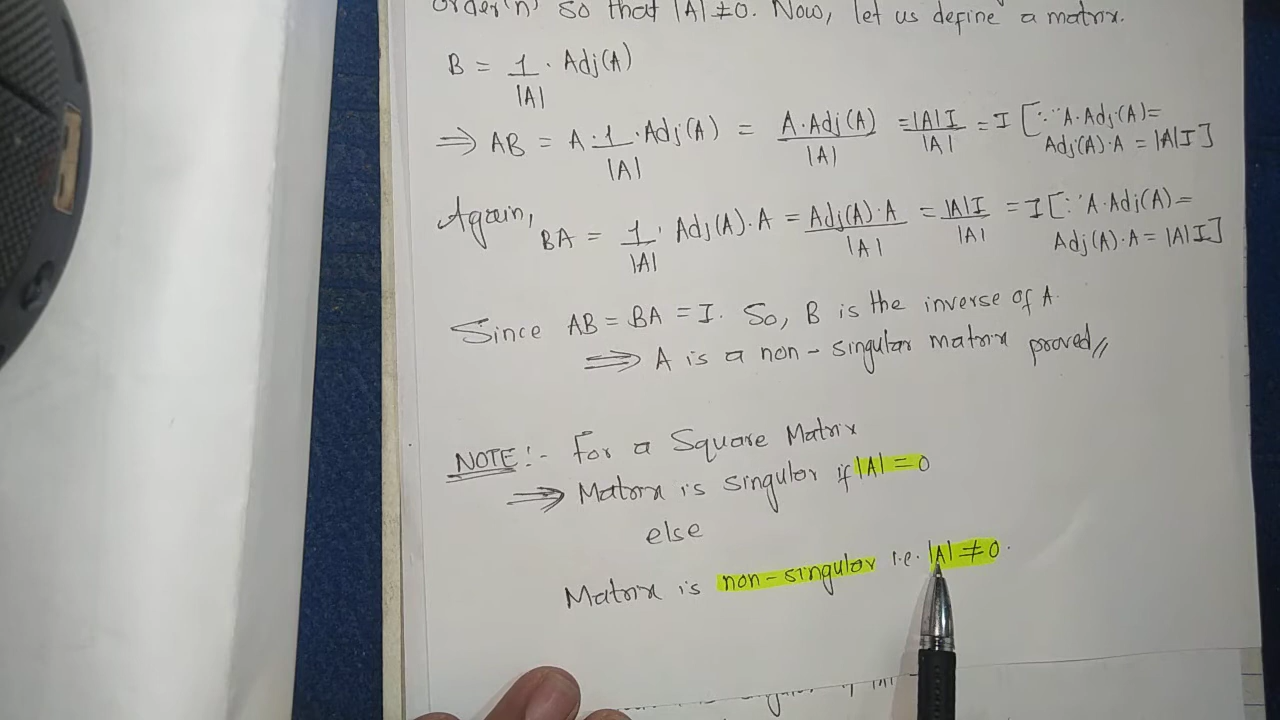 order 'n' so that |A| ≠ 0. Now, let us define a matrix.
B = 1/|A| · Adj(A)
⇒ AB = A · 1/|A| · Adj(A) = A·Adj(A)/|A| = |A|I/|A| = I [∵ A·Adj(A) =
Adj(A)·A = |A|I]
Again,
BA = 1/|A| · Adj(A)·A = Adj(A)·A/|A| = |A|I/|A| = I [∵ A·Adj(A) =
Adj(A)·A = |A|I]
Since AB = BA = I. So, B is the inverse of A.
⇒ A is a non-singular matrix proved //
NOTE:- For a Square Matrix
⇒ Matrix is singular if |A| = 0
else
Matrix is non-singular i.e. |A| ≠ 0.